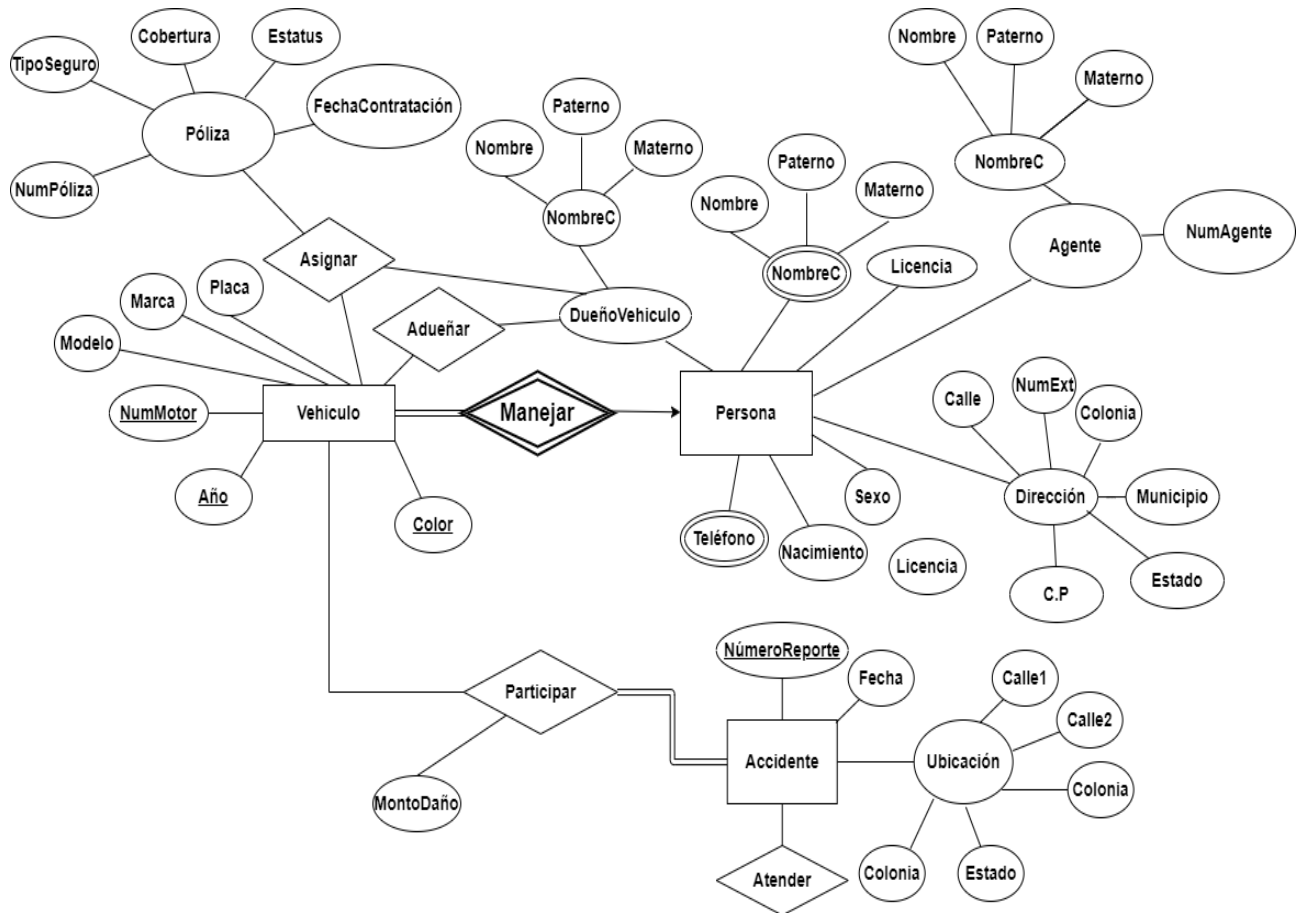 Cobertura
Estatus
TipoSeguro
FechaContratación
Póliza
NumPóliza
Nombre
Paterno
Materno
NombreC
Nombre
Paterno
Materno
NombreC
Licencia
Nombre
Paterno
Materno
NombreC
Agente
NumAgente
Asignar
Placa
Marca
Modelo
Adueñar
DueñoVehiculo
NumMotor
Vehiculo
Manejar
Persona
Año
Color
Calle
NumExt
Colonia
Dirección
Municipio
Estado
C.P
Sexo
Teléfono
Nacimiento
Licencia
NúmeroReporte
Fecha
Participar
MontoDaño
Accidente
Ubicación
Calle1
Calle2
Colonia
Colonia
Estado
Atender